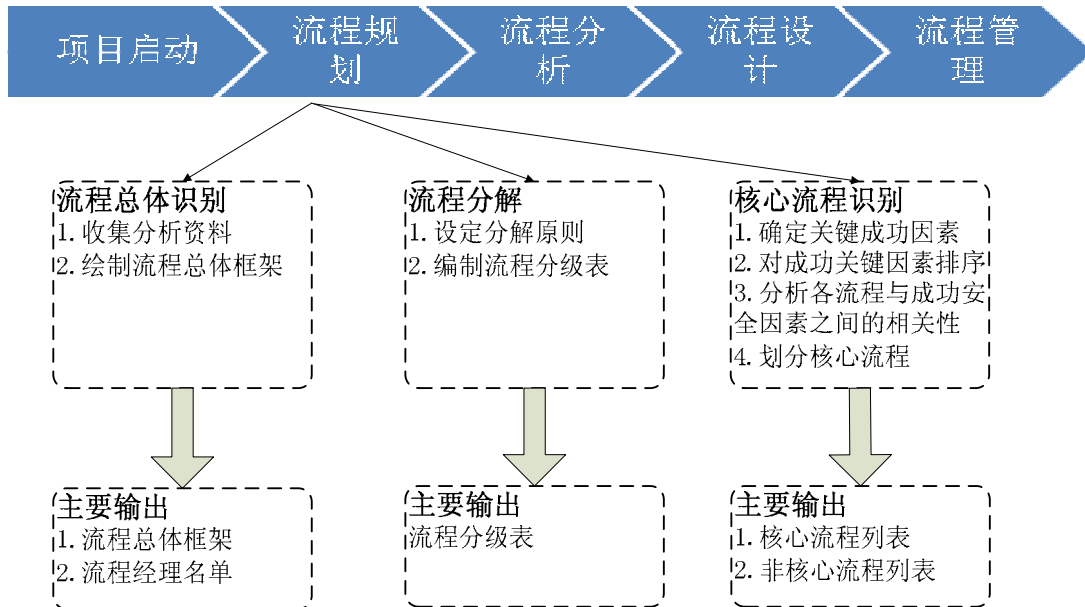 项目启动
流程规
划
流程分
析
流程设
计
流程管
理
流程总体识别
1. 收集分析资料
2. 绘制流程总体框架
流程分解
1. 设定分解原则
2. 编制流程分级表
核心流程识别
1. 确定关键成功因素
2. 对成功关键因素排序
3. 分析各流程与成功安
全因素之间的相关性
4. 划分核心流程
主要输出
1. 流程总体框架
2. 流程经理名单
主要输出
流程分级表
主要输出
1. 核心流程列表
2. 非核心流程列表